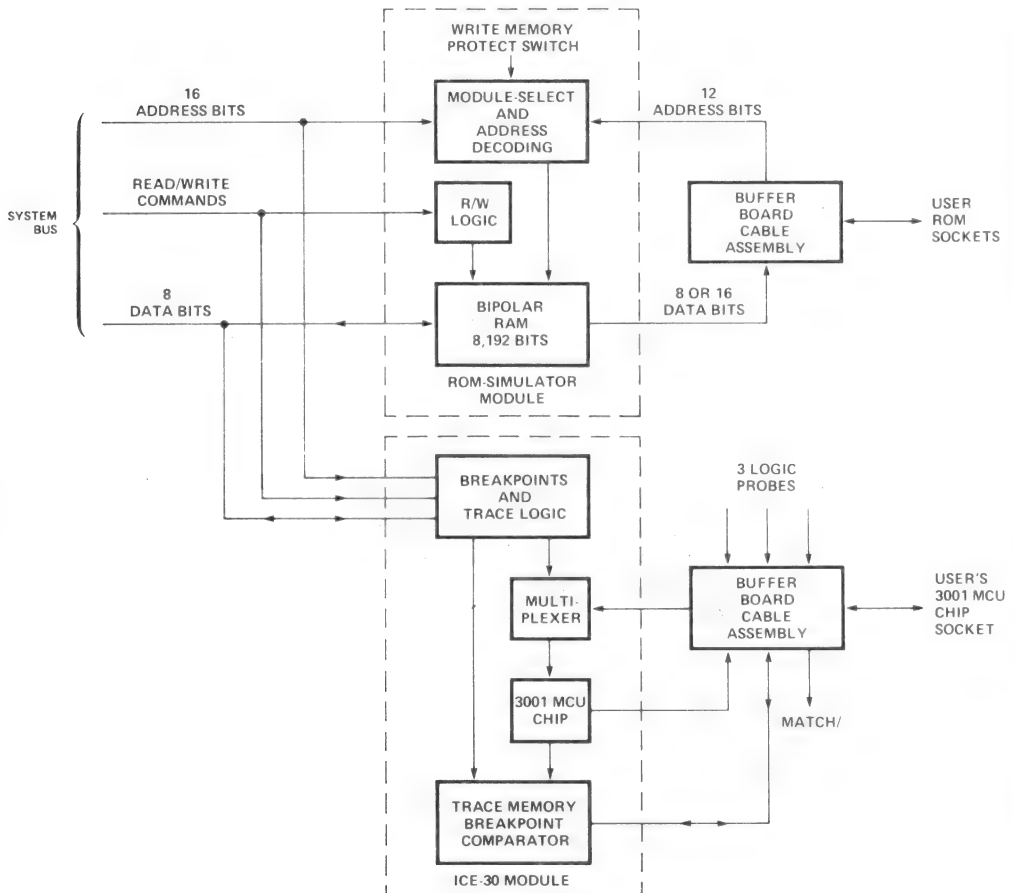 WRITE MEMORY
PROTECT SWITCH
16
ADDRESS BITS
MODULE-SELECT
AND
ADDRESS
DECODING
12
ADDRESS BITS
READ/WRITE
COMMANDS
SYSTEM
BUS
R/W
LOGIC
BUFFER
BOARD
CABLE
ASSEMBLY
USER
ROM
SOCKETS
8
DATA BITS
BIPOLAR
RAM
8,192 BITS
8 OR 16
DATA BITS
ROM-SIMULATOR
MODULE
BREAKPOINTS
AND
TRACE LOGIC
3 LOGIC
PROBES
MULTI-
PLEXER
BUFFER
BOARD
CABLE
ASSEMBLY
USER'S
3001 MCU
CHIP
SOCKET
3001 MCU
CHIP
MATCH/
TRACE MEMORY
BREAKPOINT
COMPARATOR
ICE-30 MODULE